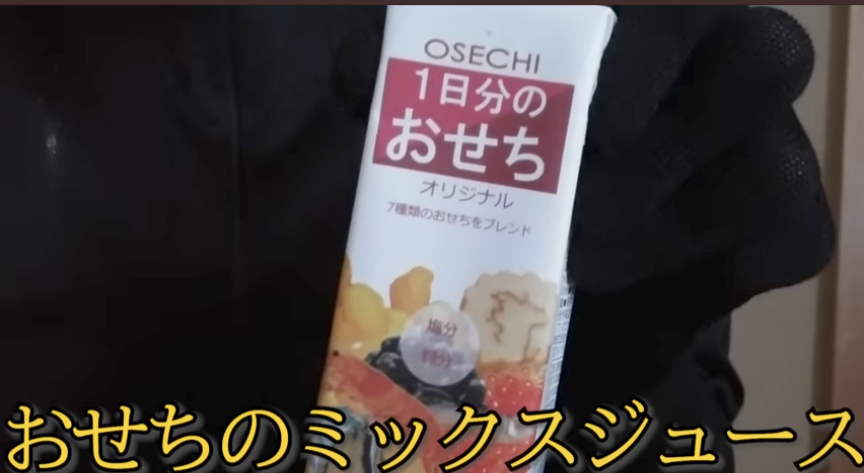 OSECHI
1日分の
おせち
オリジナル
7種類のおせちをブレンド
塩分
糖分
おせちのミックスジュース